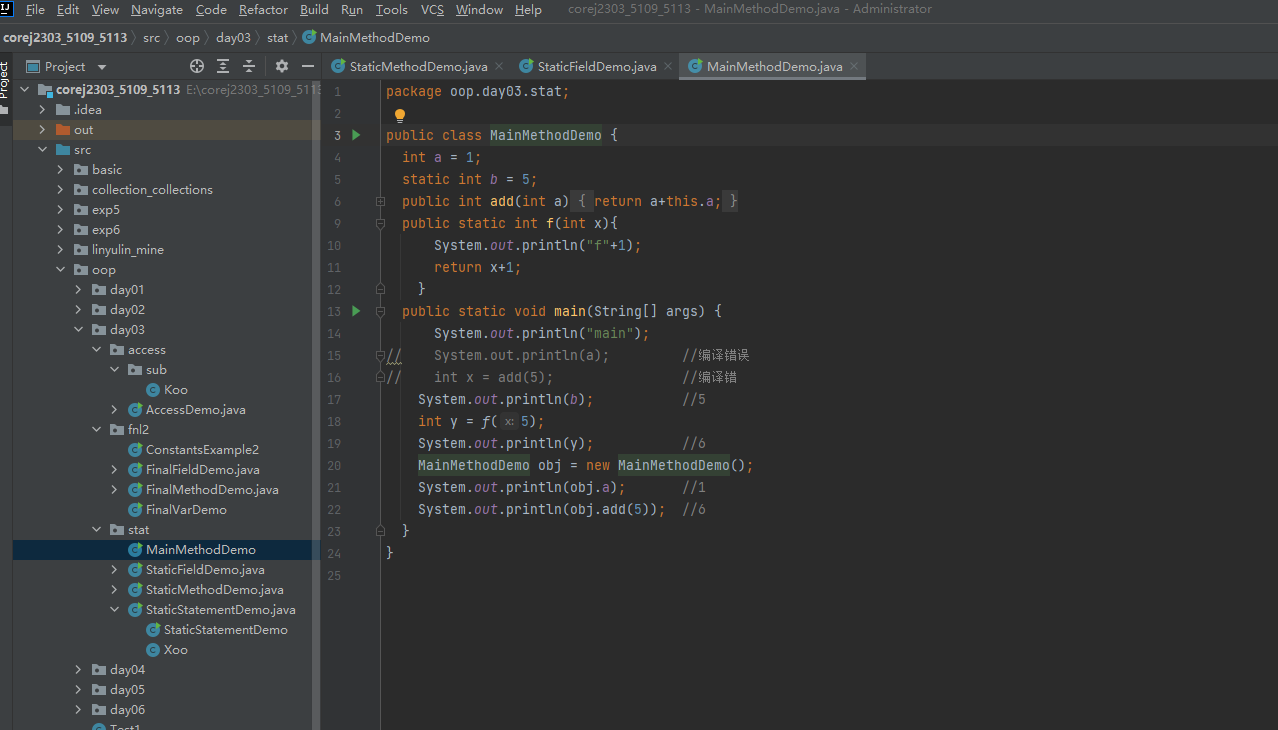 File Edit View Navigate Code Refactor Build Run Tools VCS Window Help corej2303_5109_5113 - MainMethodDemo.java - Administrator
corej2303_5109_5113 src oop day03 stat MainMethodDemo
Project
Project
StaticMethodDemo.java StaticFieldDemo.java MainMethodDemo.java
corej2303_5109_5113 E:\corej2303_5109_5113
.idea
out
src
basic
collection_collections
exp5
exp6
linyulin_mine
oop
day01
day02
day03
access
sub
Koo
AccessDemo.java
fnl2
ConstantsExample2
FinalFieldDemo.java
FinalMethodDemo.java
FinalVarDemo
stat
MainMethodDemo
StaticFieldDemo.java
StaticMethodDemo.java
StaticStatementDemo.java
StaticStatementDemo
Xoo
day04
day05
day06
Test1
1 package oop.day03.stat;
2
3 public class MainMethodDemo {
4 int a = 1;
5 static int b = 5;
6 public int add(int a) { return a+this.a; }
9 public static int f(int x){
10 System.out.println("f"+1);
11 return x+1;
12 }
13 public static void main(String[] args) {
14 System.out.println("main");
15 // System.out.println(a); //编译错误
16 // int x = add(5); //编译错
17 System.out.println(b); //5
18 int y = f( x: 5);
19 System.out.println(y); //6
20 MainMethodDemo obj = new MainMethodDemo();
21 System.out.println(obj.a); //1
22 System.out.println(obj.add(5)); //6
23 }
24 }
25